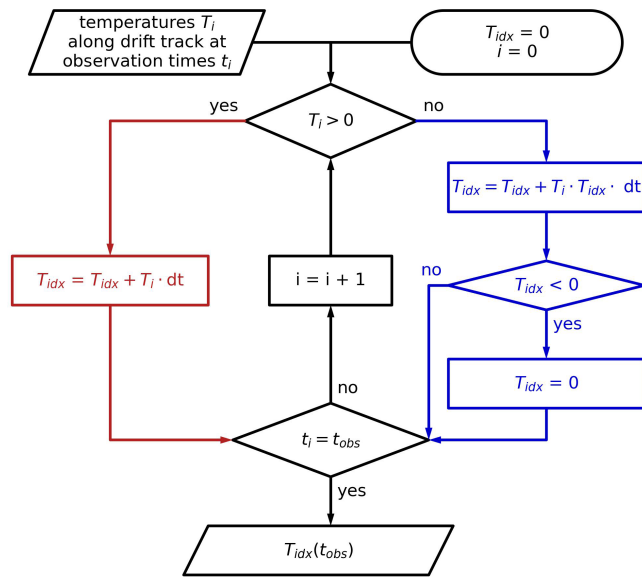 temperatures T_i
along drift track at
observation times t_i
T_idx = 0
i = 0
yes
T_i > 0
no
T_idx = T_idx + T_i · T_idx · dt
T_idx = T_idx + T_i · dt
i = i + 1
no
T_idx < 0
yes
T_idx = 0
no
t_i = t_obs
yes
T_idx(t_obs)